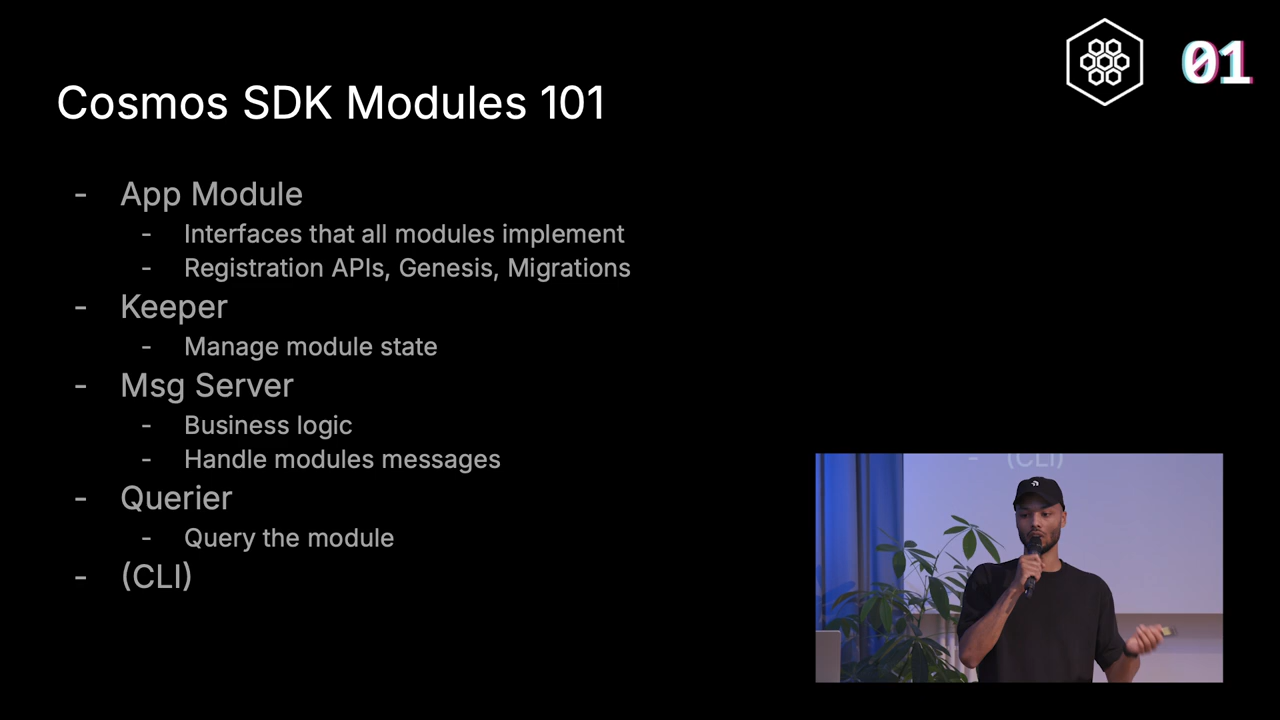 01
Cosmos SDK Modules 101
- App Module
- Interfaces that all modules implement
- Registration APIs, Genesis, Migrations
- Keeper
- Manage module state
- Msg Server
- Business logic
- Handle modules messages
- Querier
- Query the module
- (CLI)
- (CLI)